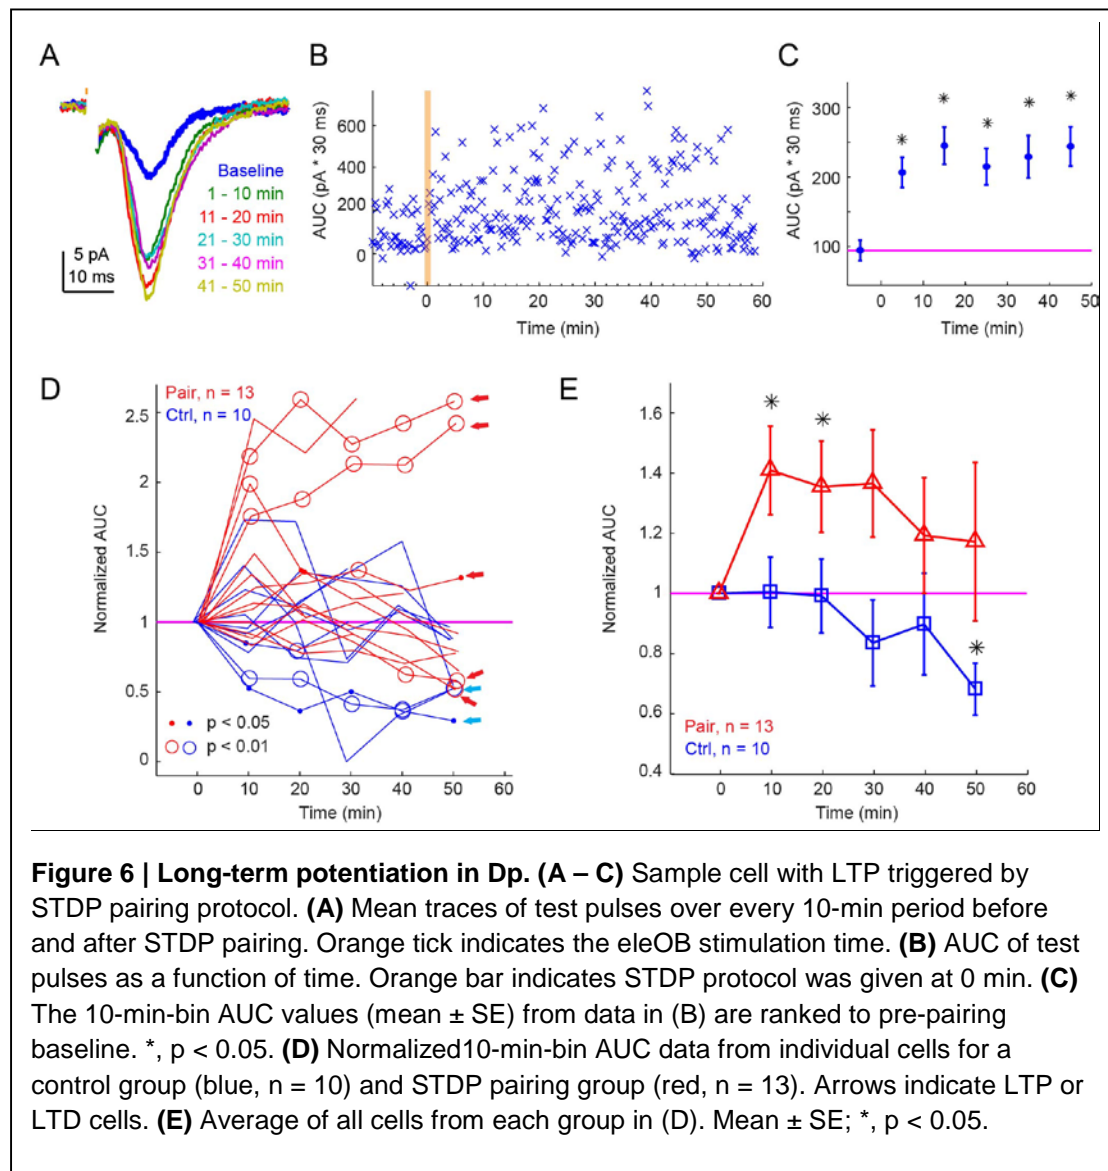 A
Baseline
1 - 10 min
11 - 20 min
21 - 30 min
31 - 40 min
41 - 50 min
5 pA
10 ms
B
AUC (pA * 30 ms)
600
400
200
0
0 10 20 30 40 50 60
Time (min)
C
AUC (pA * 30 ms)
300
200
100
* * * * *
0 10 20 30 40 50
Time (min)
D
Pair, n = 13
Ctrl, n = 10
Normalized AUC
2.5
2
1.5
1
0.5
0
p < 0.05
p < 0.01
0 10 20 30 40 50 60
Time (min)
E
Normalized AUC
1.6
1.4
1.2
1
0.8
0.6
0.4
* * *
Pair, n = 13
Ctrl, n = 10
0 10 20 30 40 50 60
Time (min)
Figure 6 | Long-term potentiation in Dp. (A – C) Sample cell with LTP triggered by
STDP pairing protocol. (A) Mean traces of test pulses over every 10-min period before
and after STDP pairing. Orange tick indicates the eleOB stimulation time. (B) AUC of test
pulses as a function of time. Orange bar indicates STDP protocol was given at 0 min. (C)
The 10-min-bin AUC values (mean ± SE) from data in (B) are ranked to pre-pairing
baseline. *, p < 0.05. (D) Normalized10-min-bin AUC data from individual cells for a
control group (blue, n = 10) and STDP pairing group (red, n = 13). Arrows indicate LTP or
LTD cells. (E) Average of all cells from each group in (D). Mean ± SE; *, p < 0.05.